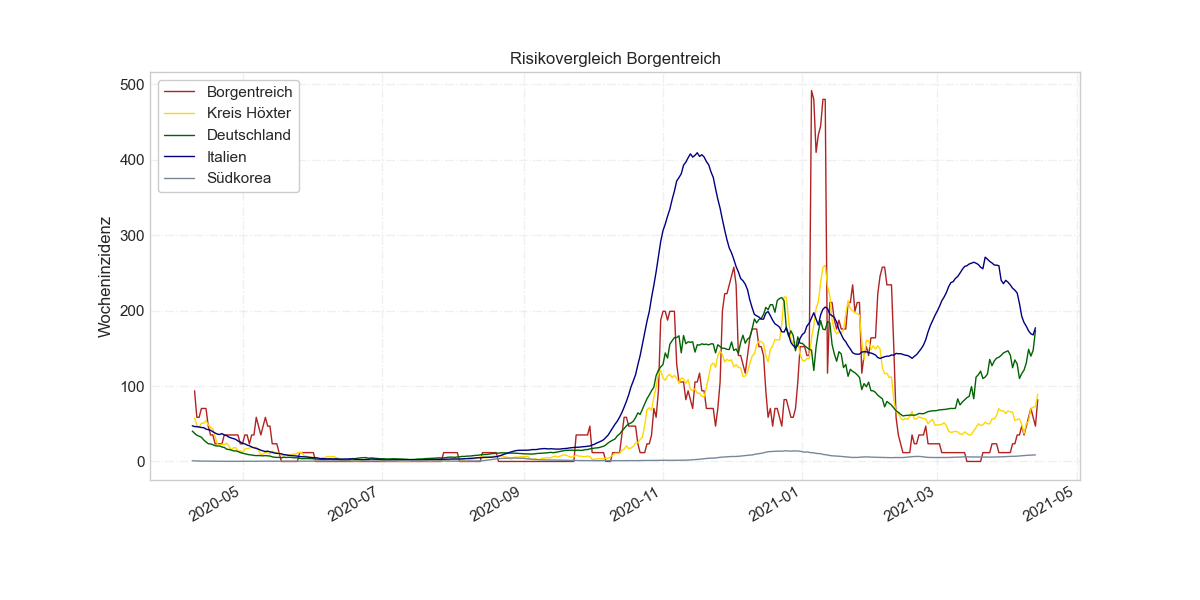 Risikovergleich Borgentreich
500
400
300
200
100
0
Wocheninzidenz
Borgentreich
Kreis Höxter
Deutschland
Italien
Südkorea
2020-05
2020-07
2020-09
2020-11
2021-01
2021-03
2021-05